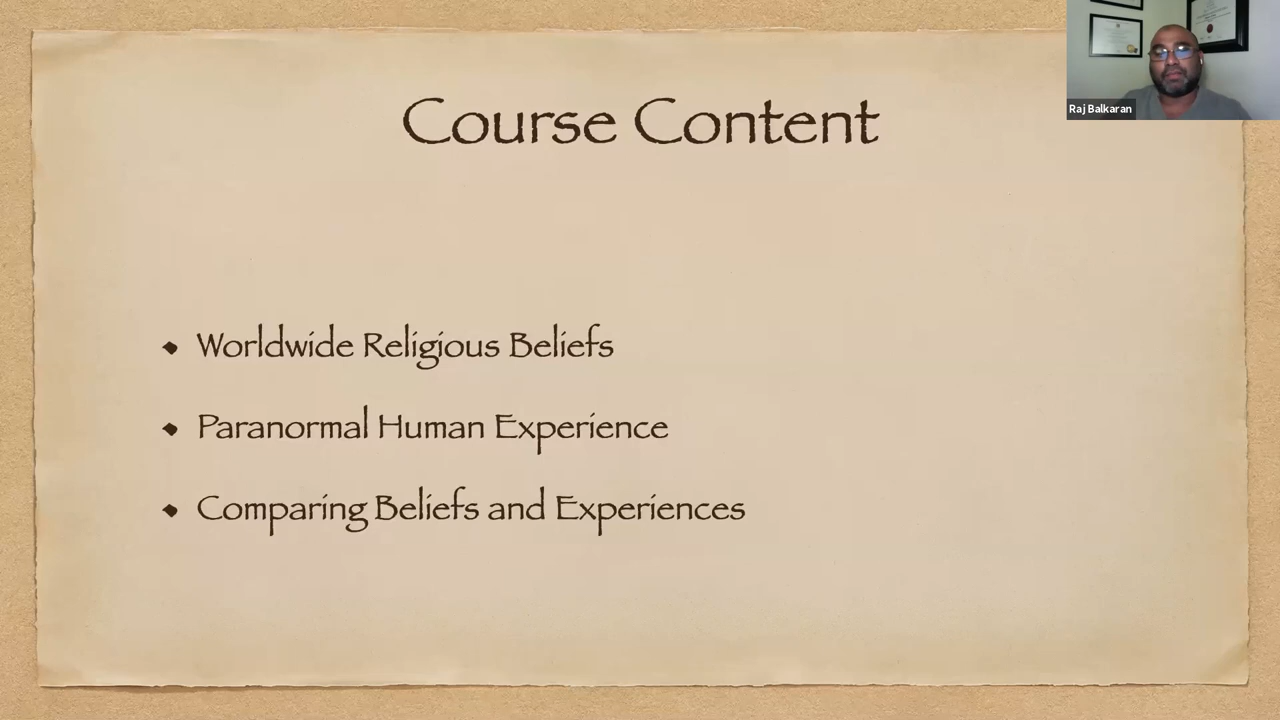 Course Content
Raj Balkaran
Worldwide Religious Beliefs
Paranormal Human Experience
Comparing Beliefs and Experiences